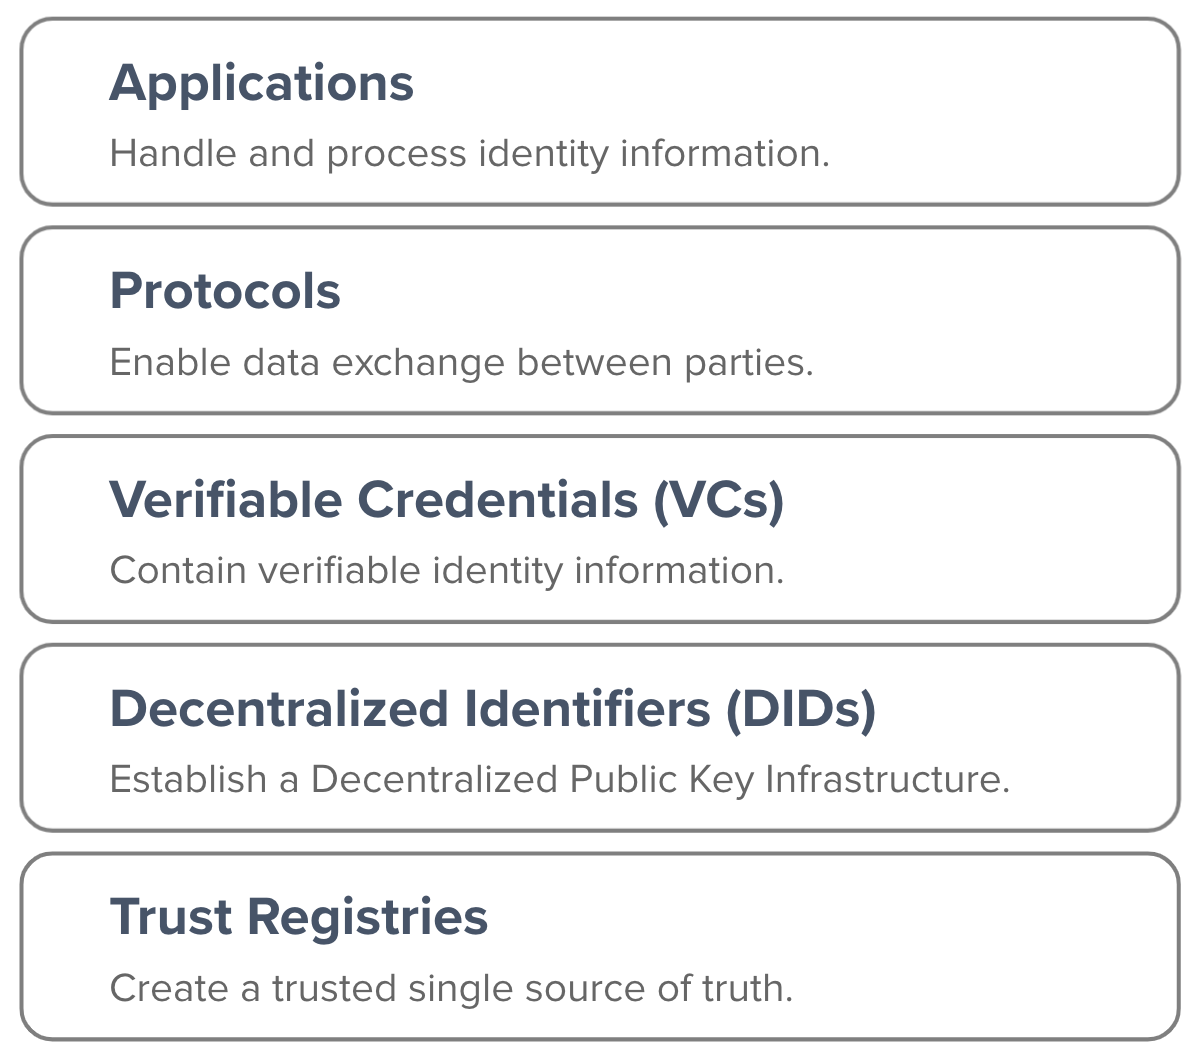 Applications
Handle and process identity information.
Protocols
Enable data exchange between parties.
Verifiable Credentials (VCs)
Contain verifiable identity information.
Decentralized Identifiers (DIDs)
Establish a Decentralized Public Key Infrastructure.
Trust Registries
Create a trusted single source of truth.